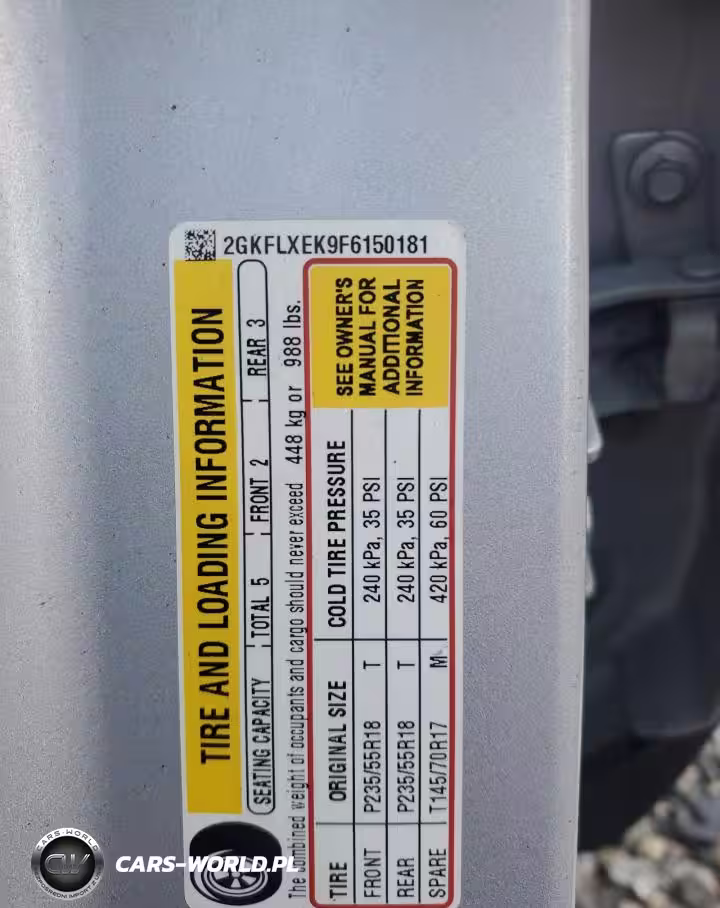 2GKFLXEK9F6150181
TIRE AND LOADING INFORMATION
SEATING CAPACITY TOTAL 5 FRONT 2 REAR 3
The combined weight of occupants and cargo should never exceed 448 kg or 988 lbs.
TIRE ORIGINAL SIZE COLD TIRE PRESSURE
FRONT P235/55R18 T 240 kPa, 35 PSI
REAR P235/55R18 T 240 kPa, 35 PSI
SPARE T145/70R17 M 420 kPa, 60 PSI
SEE OWNER'S
MANUAL FOR
ADDITIONAL
INFORMATION
CARS-WORLD
CW
CARS-WORLD.PL